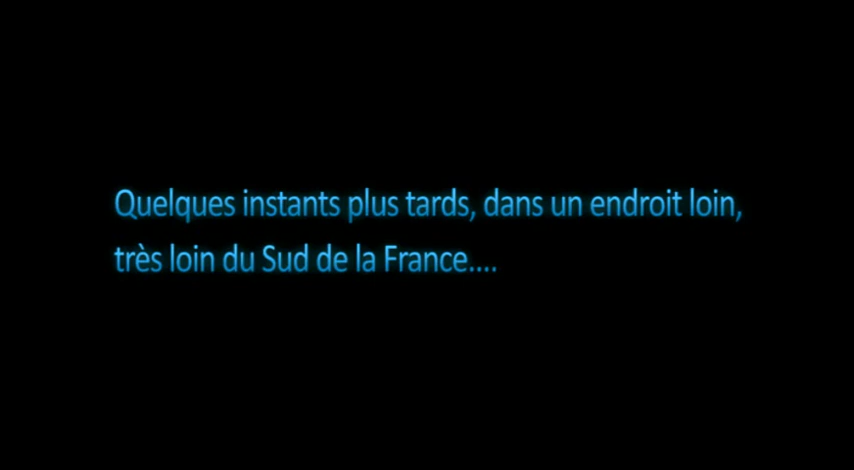 Quelques instants plus tards, dans un endroit loin,
très loin du Sud de la France....